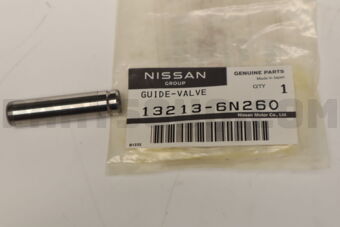 NISSAN
GROUP
GENUINE PARTS
Made in Japan
GUIDE-VALVE
QTY
13213-6N260 1
Nissan Motor Co., Ltd.